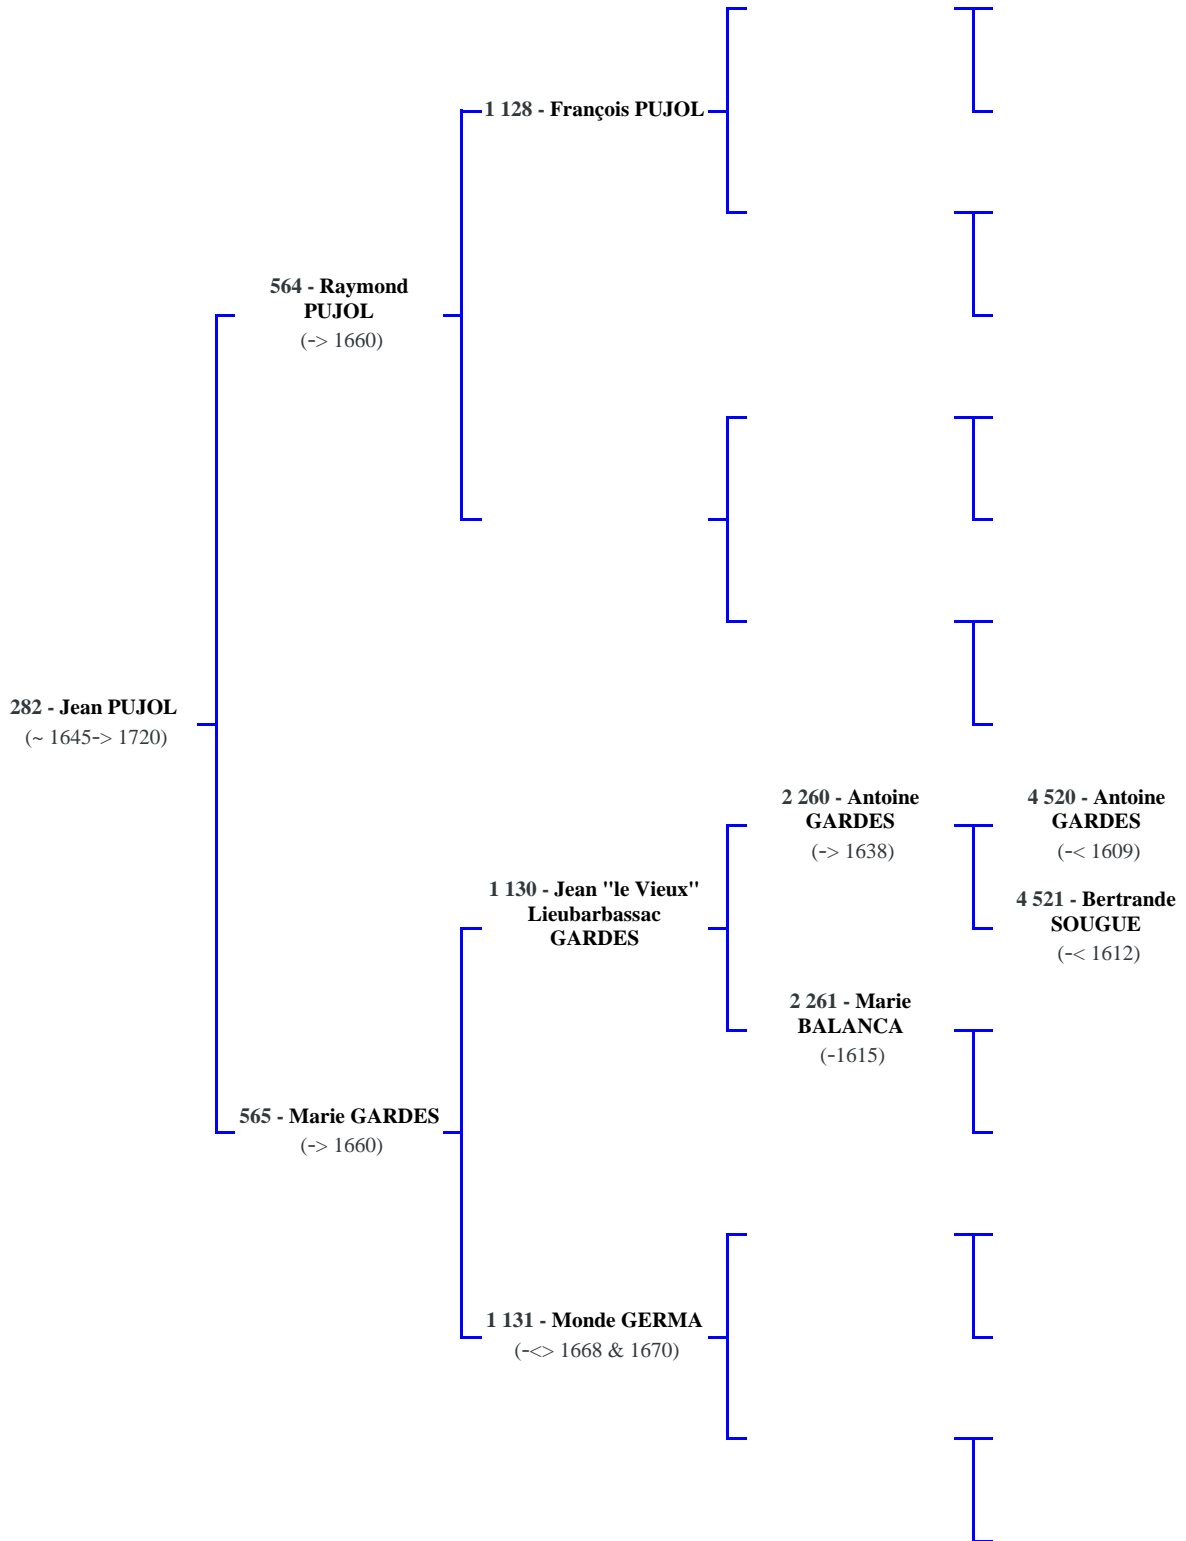 1 128 - François PUJOL
564 - Raymond
PUJOL
(-> 1660)
282 - Jean PUJOL
(~ 1645-> 1720)
2 260 - Antoine
GARDES
(-> 1638)
4 520 - Antoine
GARDES
(-< 1609)
1 130 - Jean "le Vieux"
Lieubarbassac
GARDES
4 521 - Bertrande
SOUGUE
(-< 1612)
2 261 - Marie
BALANCA
(-1615)
565 - Marie GARDES
(-> 1660)
1 131 - Monde GERMA
(-<> 1668 & 1670)